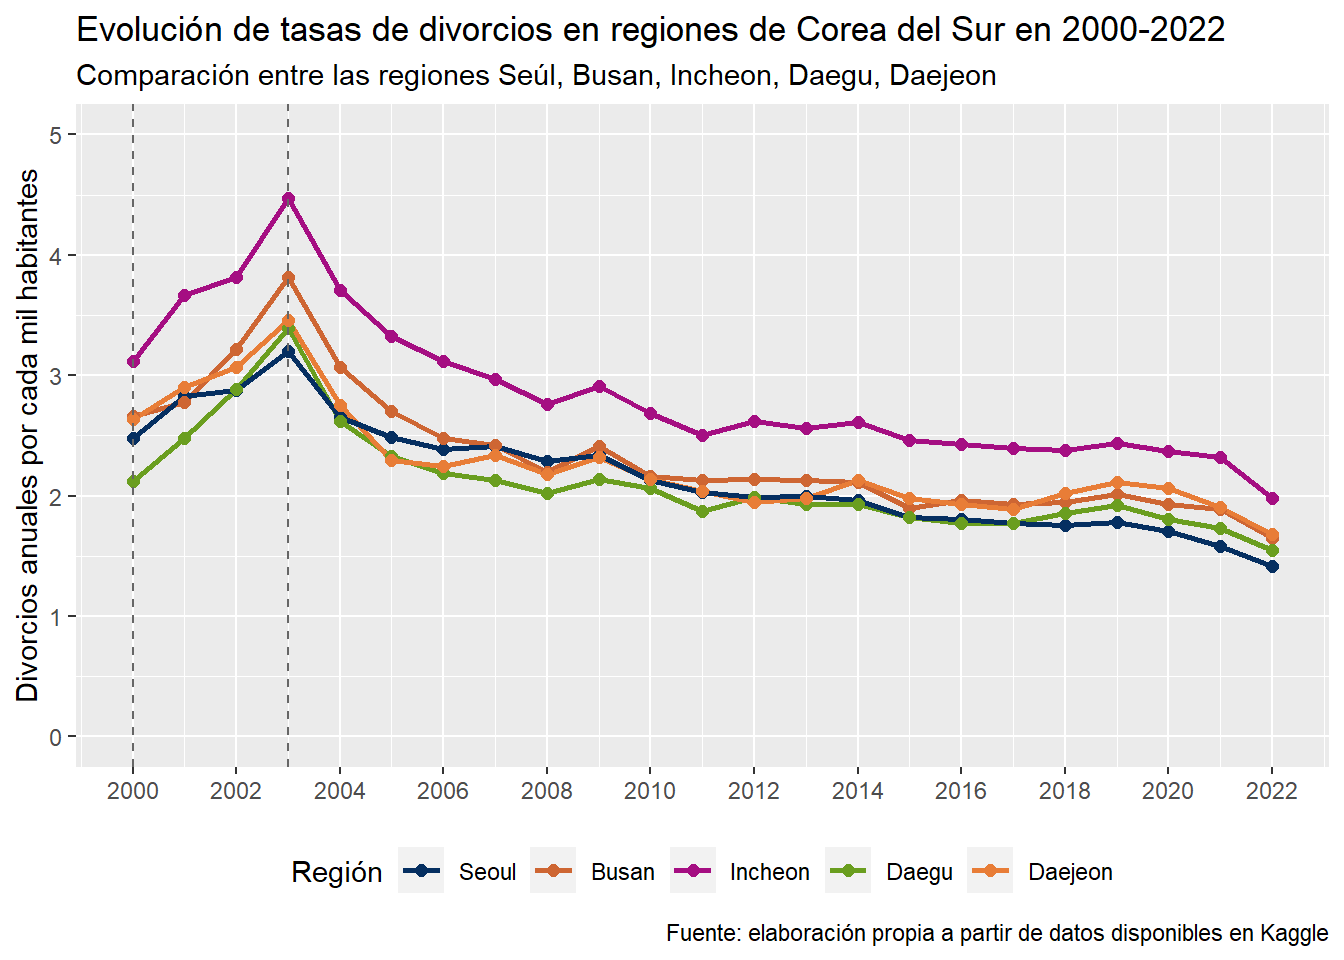 Evolución de tasas de divorcios en regiones de Corea del Sur en 2000-2022
Comparación entre las regiones Seúl, Busan, Incheon, Daegu, Daejeon
Divorcios anuales por cada mil habitantes
5
4
3
2
1
0
2000 2002 2004 2006 2008 2010 2012 2014 2016 2018 2020 2022
Región Seoul Busan Incheon Daegu Daejeon
Fuente: elaboración propia a partir de datos disponibles en Kaggle